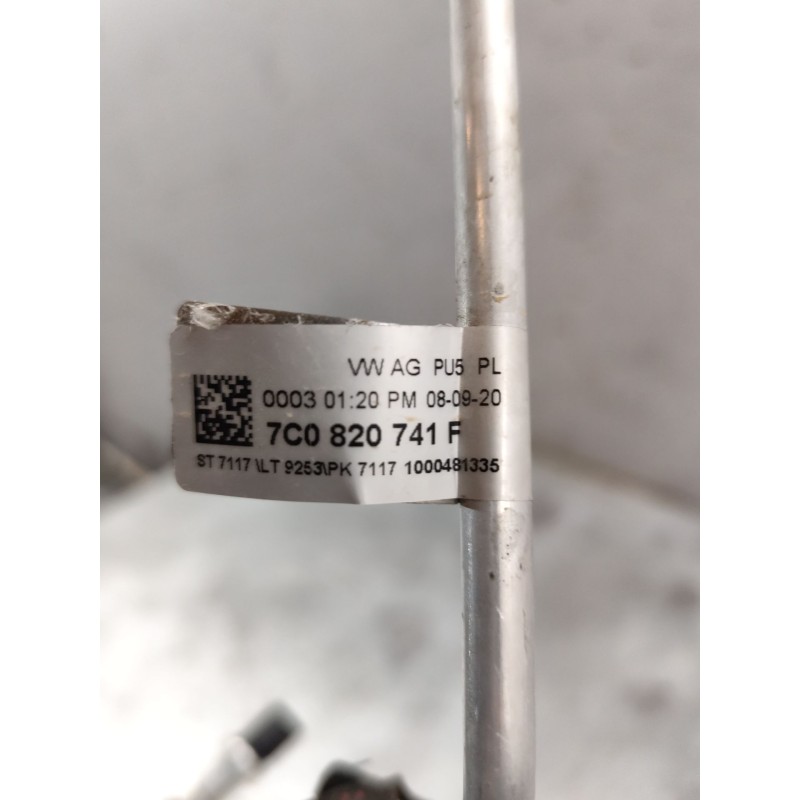 VW AG PU5 PL
0003 01:20 PM 08-09-20
7C0 820 741 F
ST 7117 \LT 9253\PK 7117 1000481335